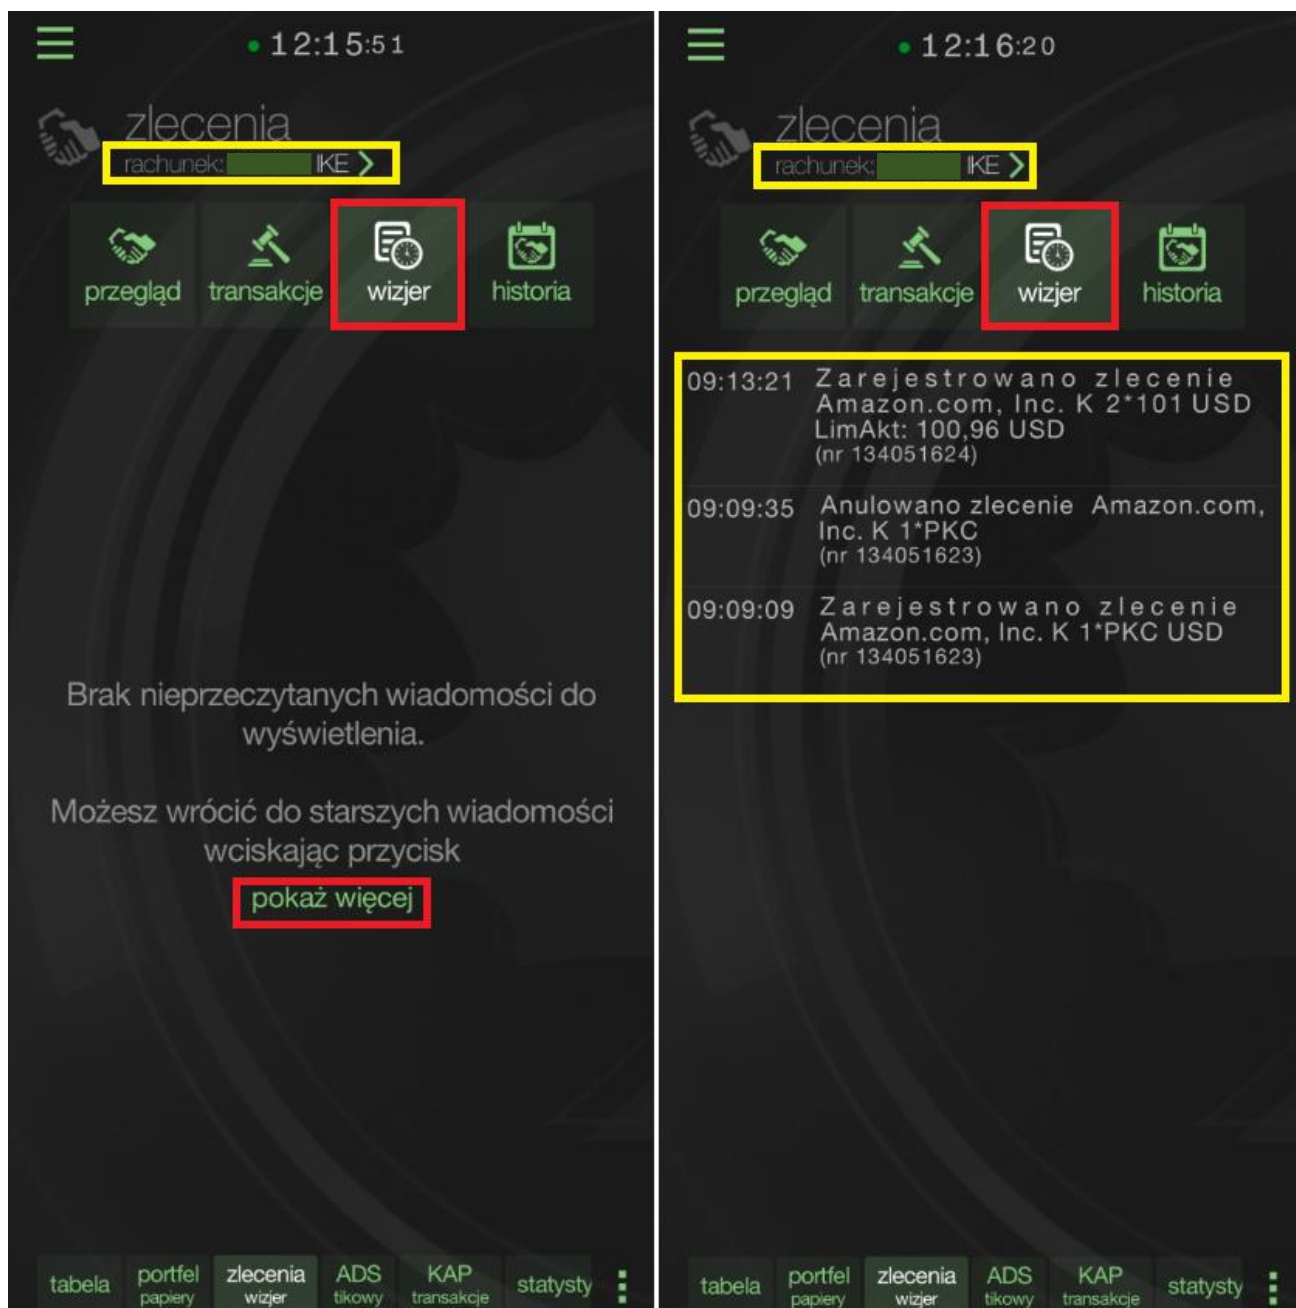 12:15:51
zlecenia
rachunek: IKE
przegląd transakcje wizjer historia
Brak nieprzeczytanych wiadomości do
wyświetlenia.
Możesz wrócić do starszych wiadomości
wciskając przycisk
pokaż więcej
tabela portfel papiery zlecenia wizjer ADS tikowy KAP transakcje statysty
12:16:20
zlecenia
rachunek: IKE
przegląd transakcje wizjer historia
09:13:21 Zarejestrowano zlecenie
Amazon.com, Inc. K 2*101 USD
LimAkt: 100,96 USD
(nr 134051624)
09:09:35 Anulowano zlecenie Amazon.com,
Inc. K 1*PKC
(nr 134051623)
09:09:09 Zarejestrowano zlecenie
Amazon.com, Inc. K 1*PKC USD
(nr 134051623)
tabela portfel papiery zlecenia wizjer ADS tikowy KAP transakcje statysty